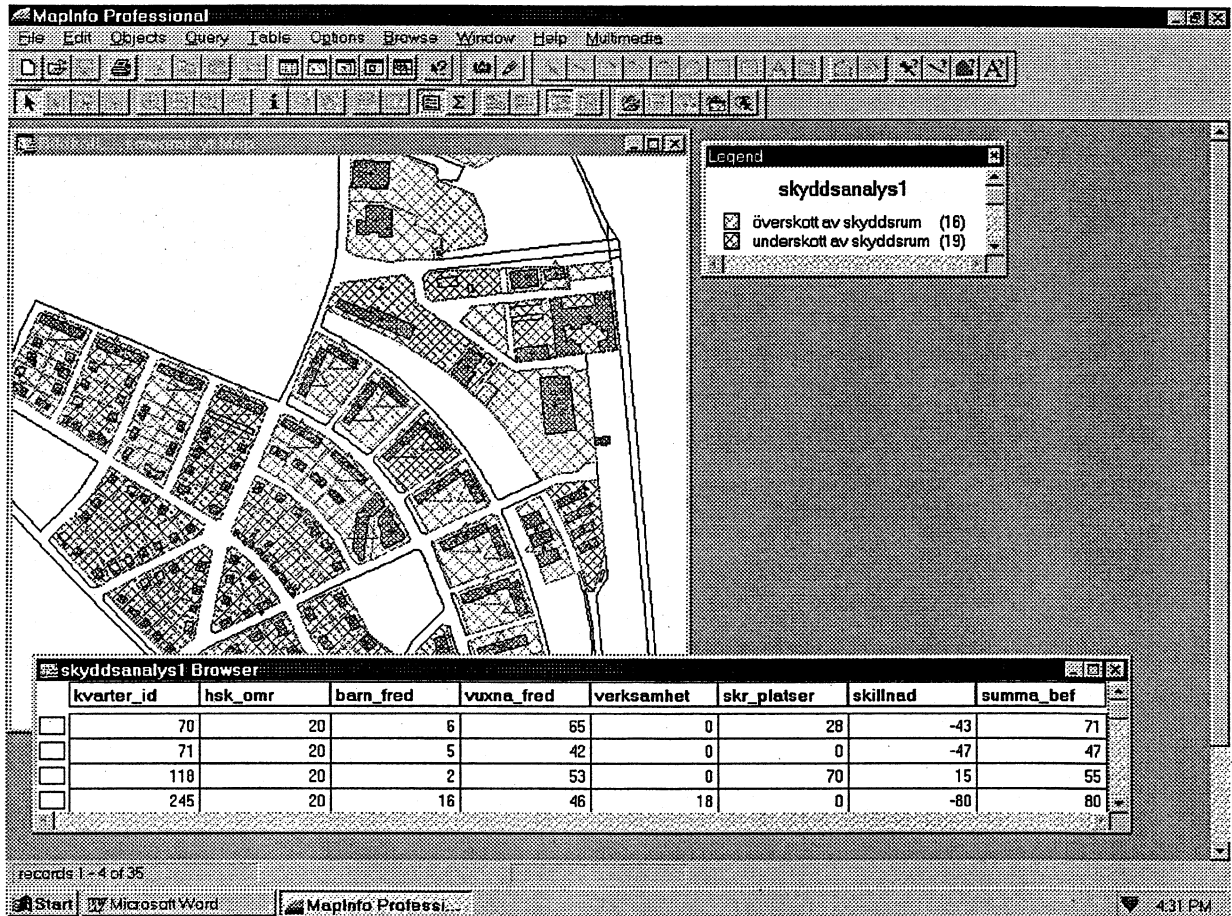 MapInfo Professional
File Edit Objects Query Table Options Browse Window Help Multimedia
Legend
skyddsanalys1
överskott av skyddsrum (16)
underskott av skyddsrum (19)
skyddsanalys1 Browser
kvarter_id hsk_omr barn_fred vuxna_fred verksamhet skr_platser skillnad summa_bef
70 20 6 65 0 28 -43 71
71 20 5 42 0 0 -47 47
118 20 2 53 0 70 15 55
245 20 16 46 18 0 -80 80
records 1 - 4 of 35
Start Microsoft Word MapInfo Professi... 4:31 PM